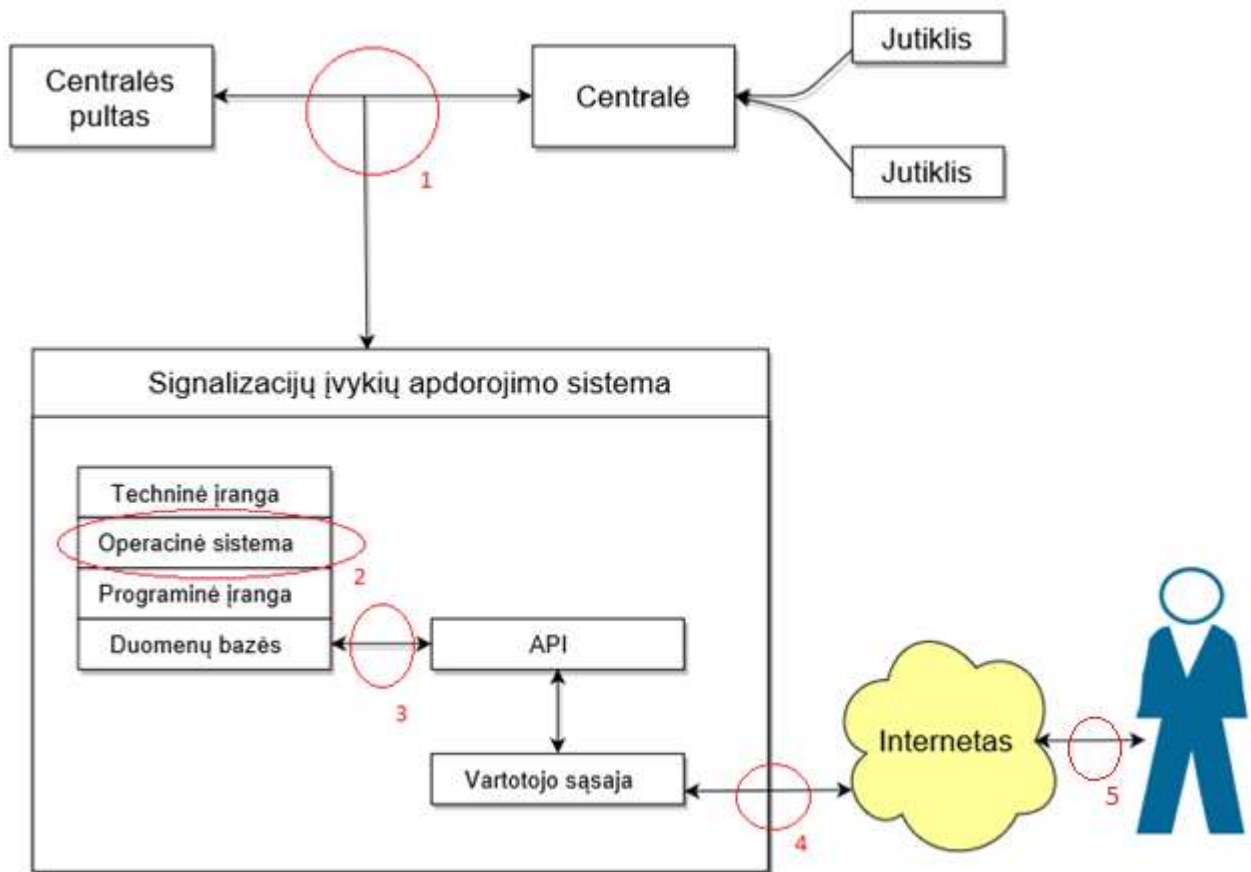 Jutiklis
Centralės
pultas
Centralė
Jutiklis
1
Signalizacijų įvykių apdorojimo sistema
Techninė įranga
Operacinė sistema
2
Programinė įranga
Duomenų bazės
API
3
Internetas
Vartotojo sąsaja
4
5